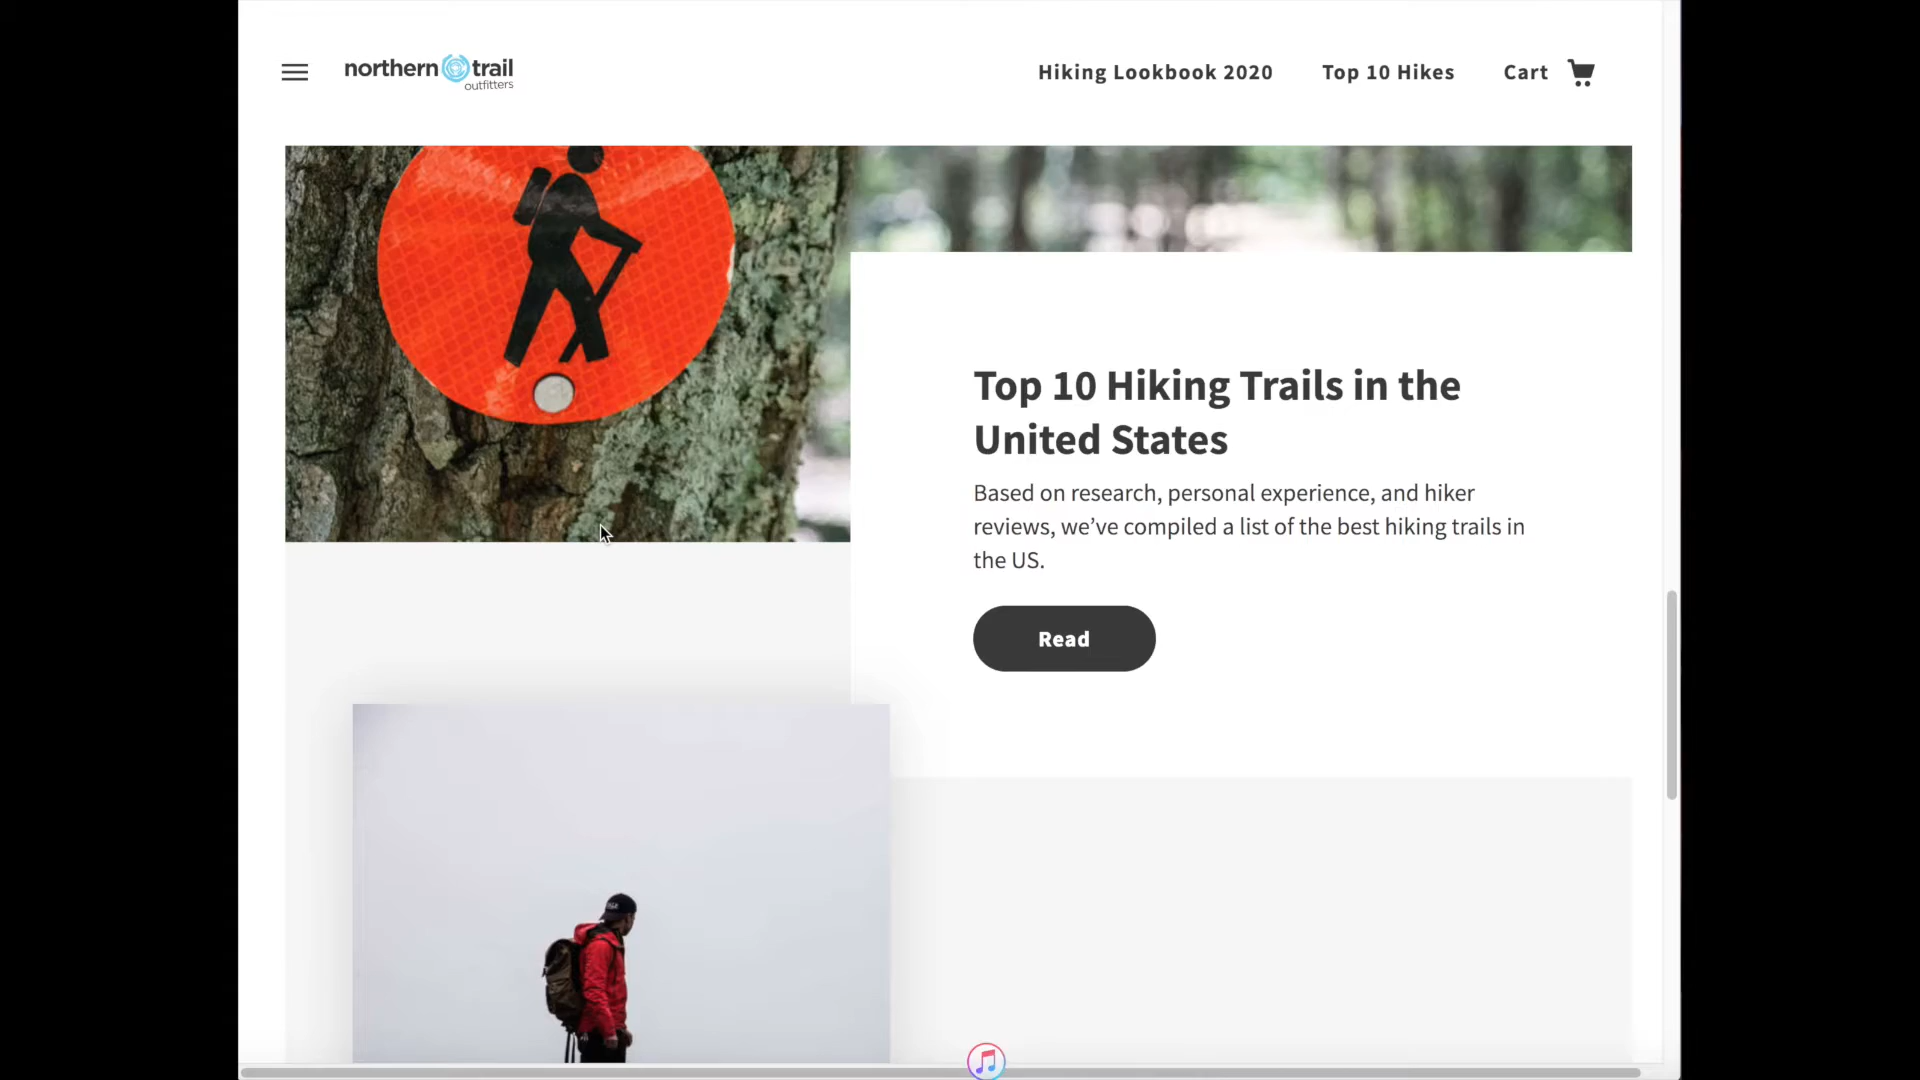 northern trail
outfitters
Hiking Lookbook 2020
Top 10 Hikes
Cart
Top 10 Hiking Trails in the
United States
Based on research, personal experience, and hiker
reviews, we’ve compiled a list of the best hiking trails in
the US.
Read